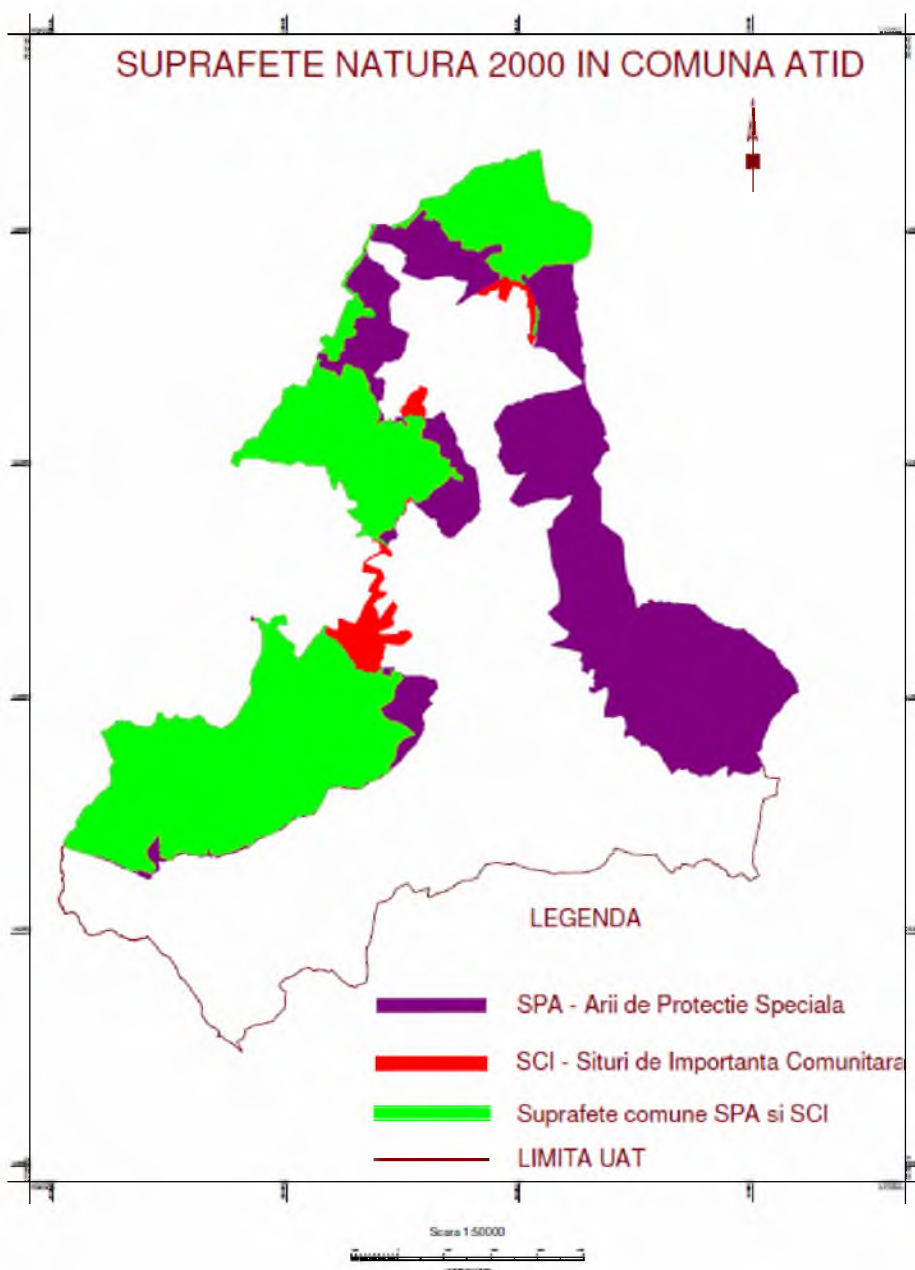 SUPRAFETE NATURA 2000 IN COMUNA ATID
LEGENDA
SPA - Arii de Protectie Speciala
SCI - Situri de Importanta Comunitara
Suprafete comune SPA si SCI
LIMITA UAT
Scara 1:50000